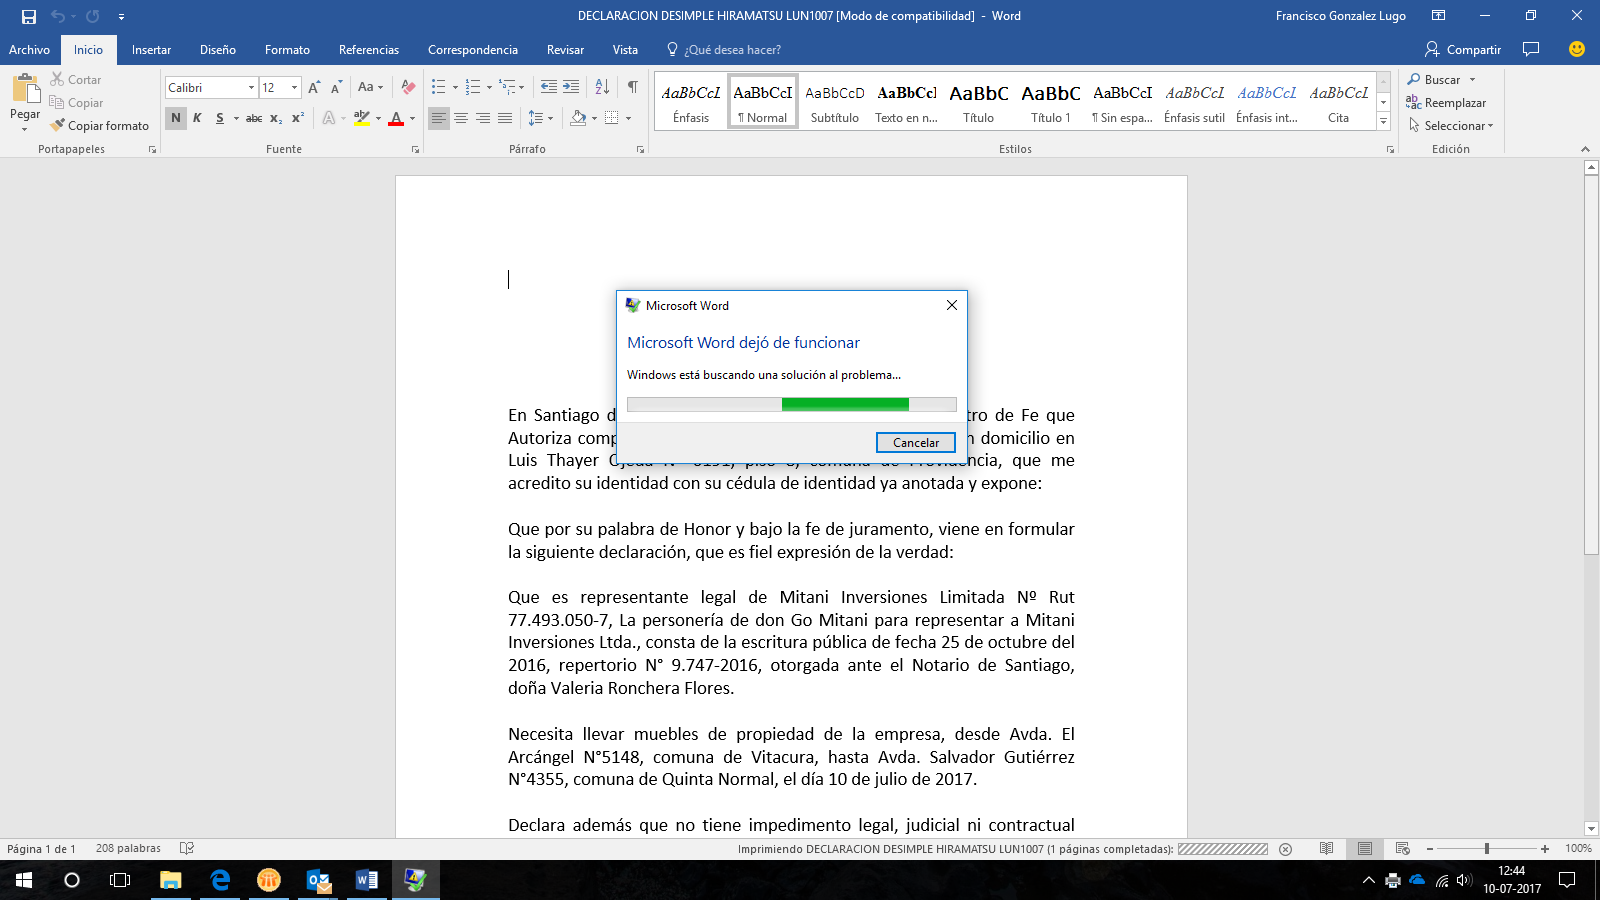 DECLARACION DESIMPLE HIRAMATSU LUN1007 [Modo de compatibilidad] - Word
Francisco Gonzalez Lugo
Archivo Inicio Insertar Diseño Formato Referencias Correspondencia Revisar Vista ¿Qué desea hacer? Compartir
Pegar
Cortar
Copiar
Copiar formato
Portapapeles
Calibri 12
N K S abc x₂ x²
Fuente
Párrafo
AaBbCcL AaBbCcI AaBbCcD AaBbCcI AaBbC AaBbC AaBbCcI AaBbCcL AaBbCcL AaBbCcL
Énfasis ¶ Normal Subtítulo Texto en n... Título Título 1 ¶ Sin espa... Énfasis sutil Énfasis int... Cita
Estilos
Buscar
Reemplazar
Seleccionar
Edición
Microsoft Word
Microsoft Word dejó de funcionar
Windows está buscando una solución al problema...
Cancelar
En Santiago d tro de Fe que
Autoriza comp n domicilio en
Luis Thayer que me
acredito su identidad con su cédula de identidad ya anotada y expone:
Que por su palabra de Honor y bajo la fe de juramento, viene en formular
la siguiente declaración, que es fiel expresión de la verdad:
Que es representante legal de Mitani Inversiones Limitada Nº Rut
77.493.050-7, La personería de don Go Mitani para representar a Mitani
Inversiones Ltda., consta de la escritura pública de fecha 25 de octubre del
2016, repertorio N° 9.747-2016, otorgada ante el Notario de Santiago,
doña Valeria Ronchera Flores.
Necesita llevar muebles de propiedad de la empresa, desde Avda. El
Arcángel N°5148, comuna de Vitacura, hasta Avda. Salvador Gutiérrez
N°4355, comuna de Quinta Normal, el día 10 de julio de 2017.
Declara además que no tiene impedimento legal, judicial ni contractual
Página 1 de 1 208 palabras Imprimiendo DECLARACION DESIMPLE HIRAMATSU LUN1007 (1 páginas completadas): 100%
12:44
10-07-2017